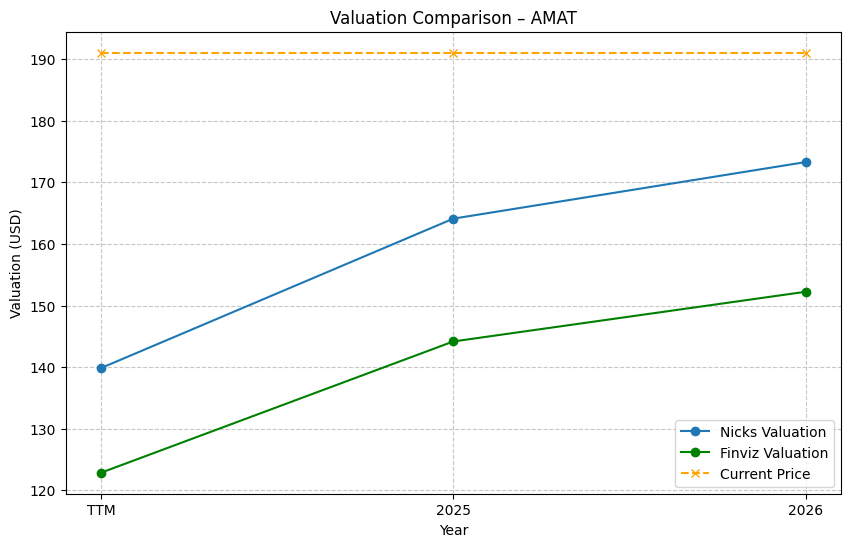 Valuation Comparison – AMAT
Valuation (USD)
190
180
170
160
150
140
130
120
TTM
2025
2026
Year
Nicks Valuation
Finviz Valuation
Current Price